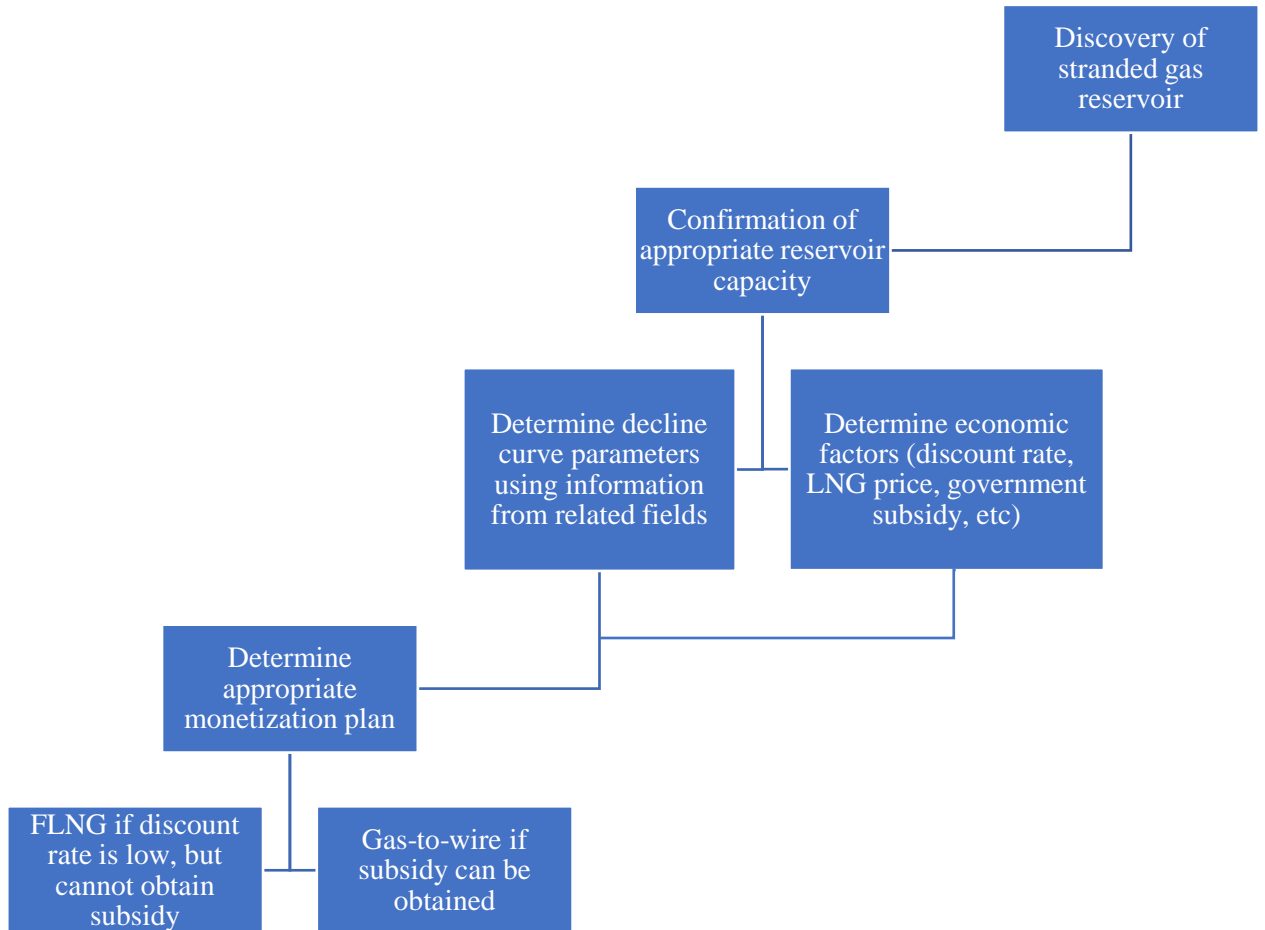 Discovery of
stranded gas
reservoir
Confirmation of
appropriate reservoir
capacity
Determine decline
curve parameters
using information
from related fields
Determine economic
factors (discount rate,
LNG price, government
subsidy, etc)
Determine
appropriate
monetization plan
FLNG if discount
rate is low, but
cannot obtain
subsidy
Gas-to-wire if
subsidy can be
obtained